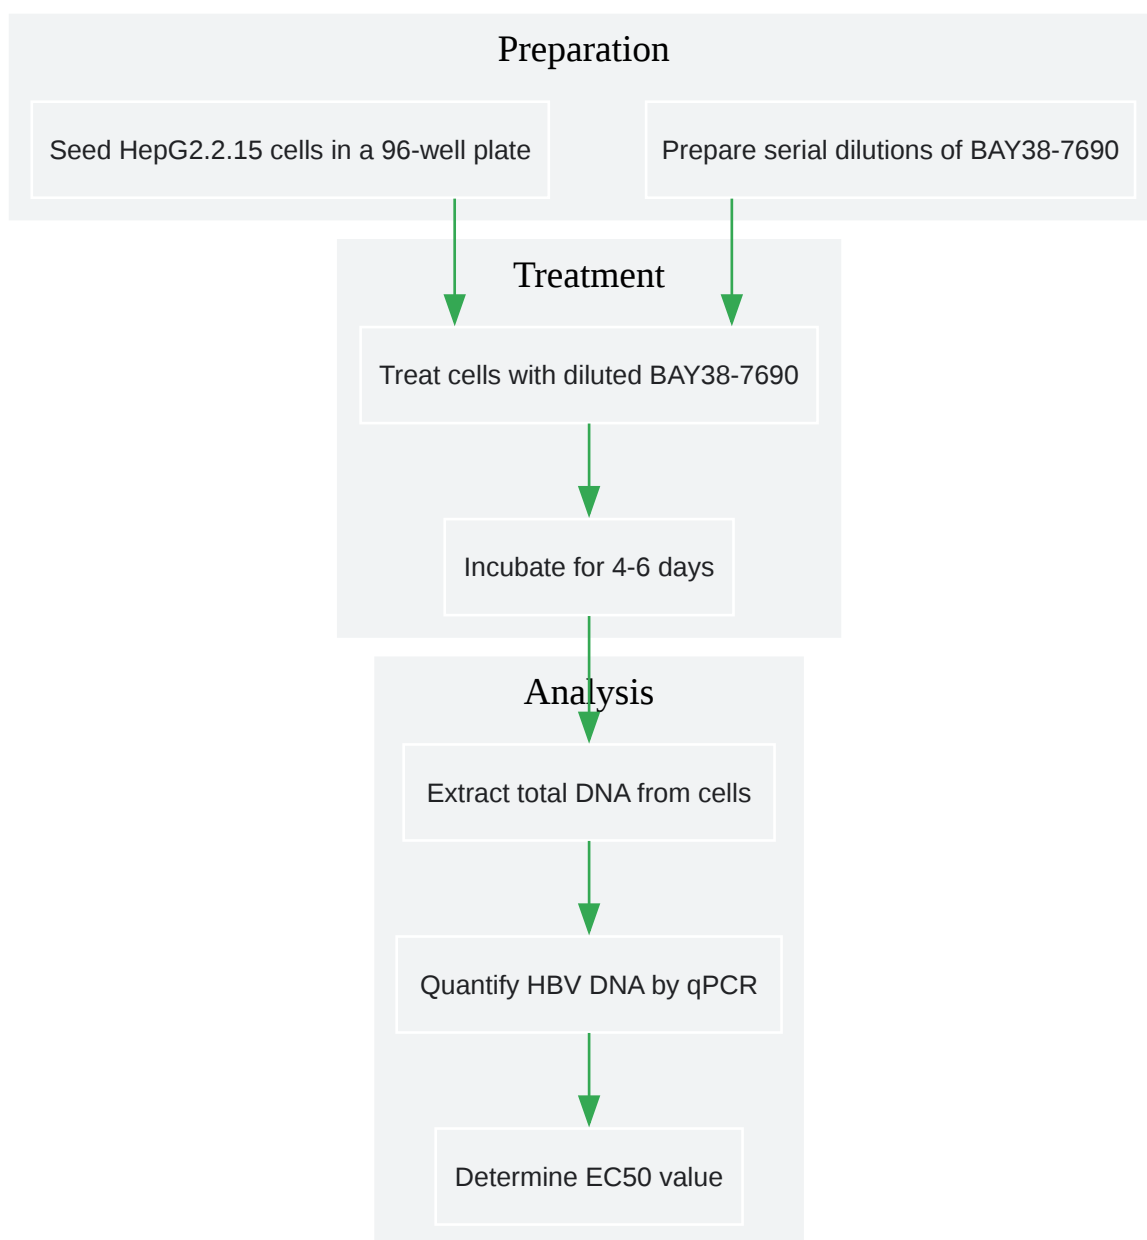 Preparation
Seed HepG2.2.15 cells in a 96-well plate
Prepare serial dilutions of BAY38-7690
Treatment
Treat cells with diluted BAY38-7690
Incubate for 4-6 days
Analysis
Extract total DNA from cells
Quantify HBV DNA by qPCR
Determine EC50 value